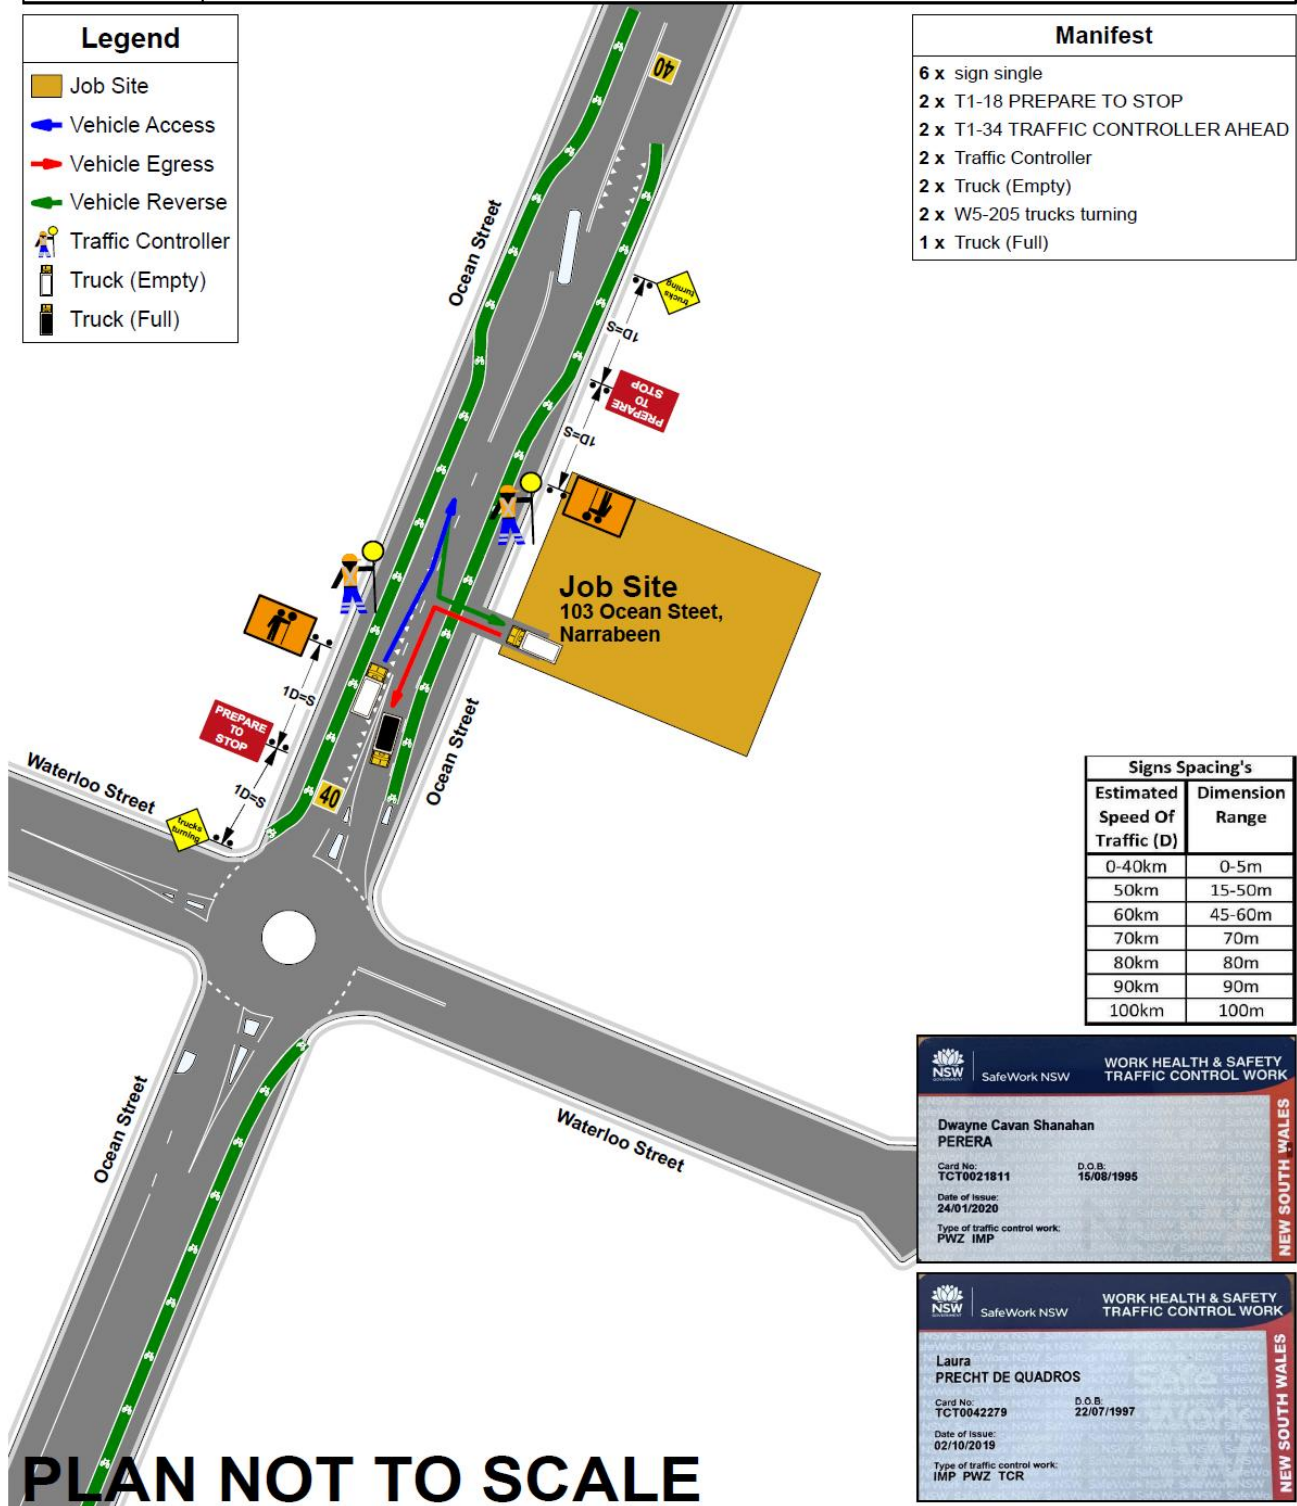 Legend
Job Site
Vehicle Access
Vehicle Egress
Vehicle Reverse
Traffic Controller
Truck (Empty)
Truck (Full)
Manifest
6 x sign single
2 x T1-18 PREPARE TO STOP
2 x T1-34 TRAFFIC CONTROLLER AHEAD
2 x Traffic Controller
2 x Truck (Empty)
2 x W5-205 trucks turning
1 x Truck (Full)
40
Ocean Street
trucks
turning
1D=S
PREPARE
TO
STOP
1D=S
Job Site
103 Ocean Steet,
Narrabeen
1D=S
PREPARE
TO
STOP
1D=S
Ocean Street
Waterloo Street
trucks
turning
40
Signs Spacing's
Estimated Speed Of Traffic (D) Dimension Range
0-40km 0-5m
50km 15-50m
60km 45-60m
70km 70m
80km 80m
90km 90m
100km 100m
Ocean Street
Waterloo Street
NSW
GOVERNMENT
SafeWork NSW
WORK HEALTH & SAFETY
TRAFFIC CONTROL WORK
Dwayne Cavan Shanahan
PERERA
Card No: D.O.B:
TCT0021811 15/08/1995
Date of Issue:
24/01/2020
Type of traffic control work:
PWZ IMP
NEW SOUTH WALES
NSW
GOVERNMENT
SafeWork NSW
WORK HEALTH & SAFETY
TRAFFIC CONTROL WORK
Laura
PRECHT DE QUADROS
Card No: D.O.B:
TCT0042279 22/07/1997
Date of Issue:
02/10/2019
Type of traffic control work:
IMP PWZ TCR
NEW SOUTH WALES
PLAN NOT TO SCALE